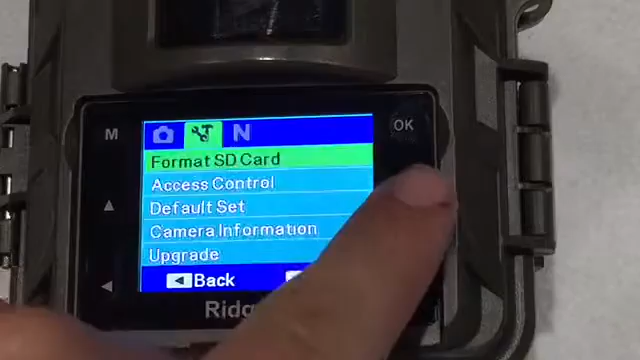 M
OK
N
Format SD Card
Access Control
Default Set
Camera Information
Upgrade
Back